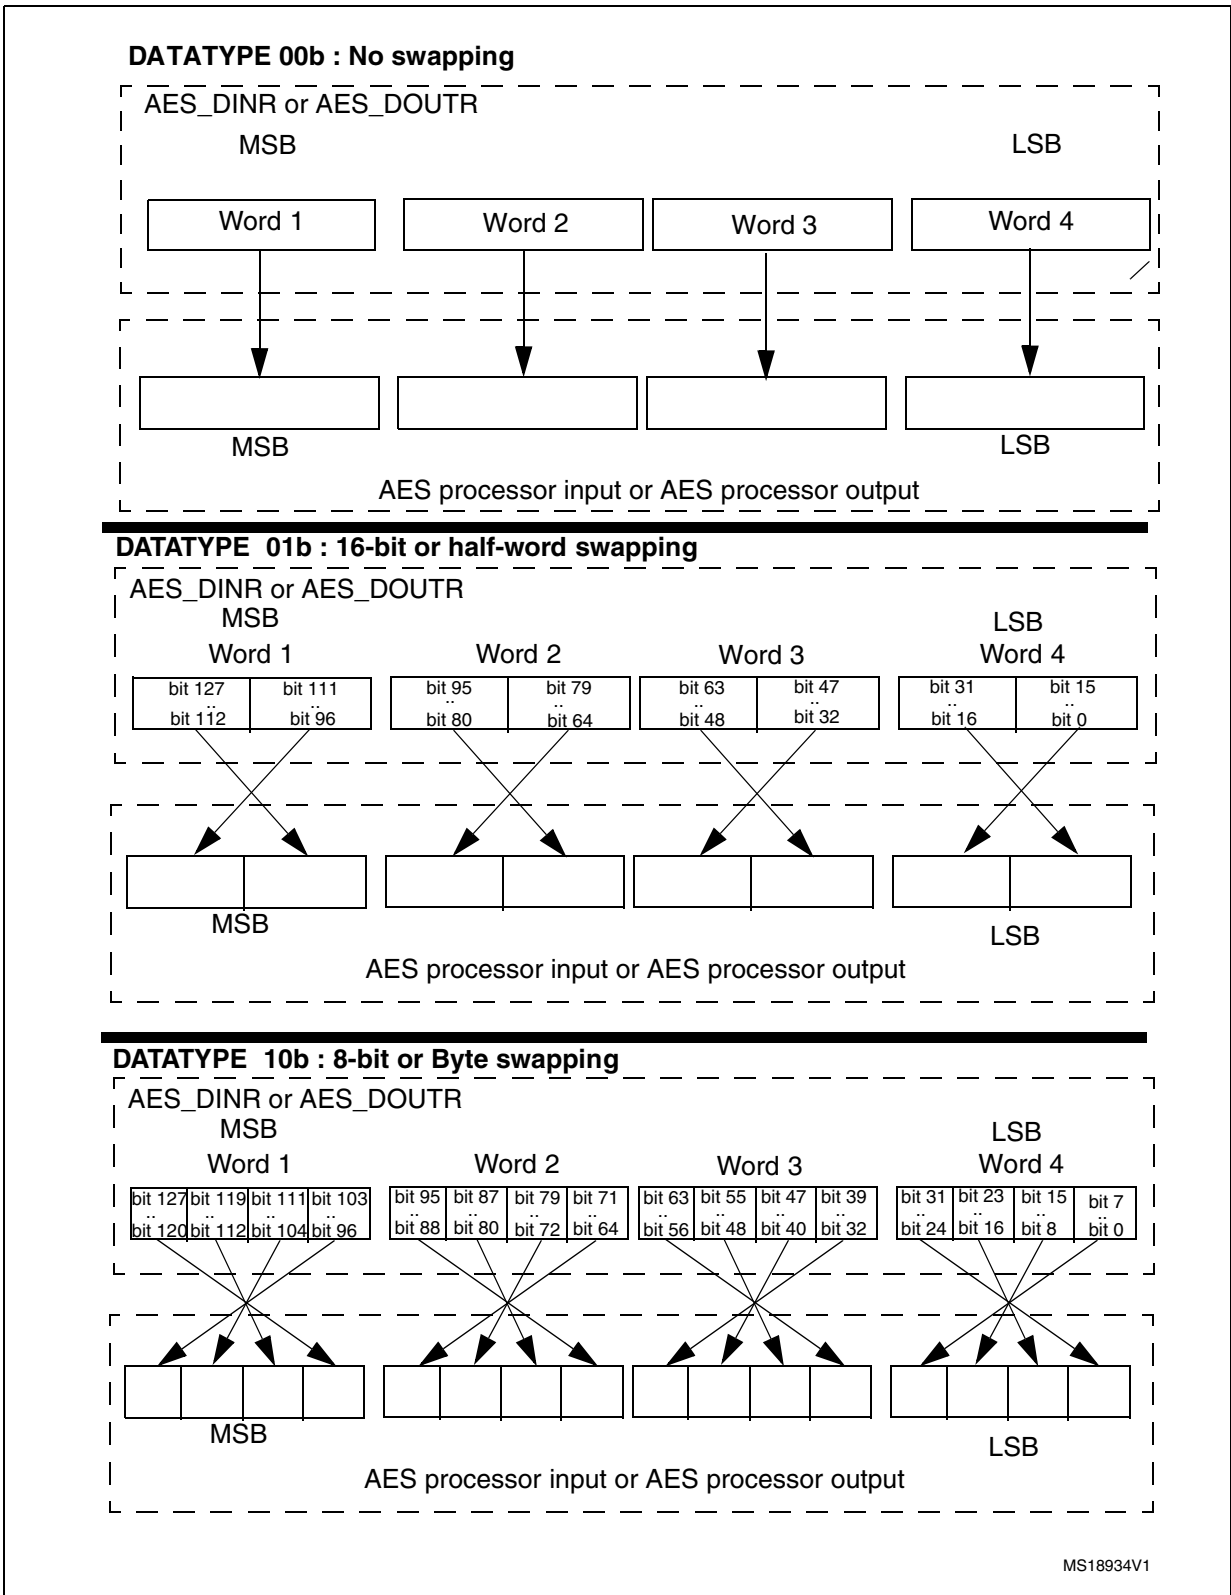 DATATYPE 00b : No swapping
AES_DINR or AES_DOUTR
MSB LSB
Word 1 Word 2 Word 3 Word 4
MSB LSB
AES processor input or AES processor output
DATATYPE 01b : 16-bit or half-word swapping
AES_DINR or AES_DOUTR
MSB LSB
Word 1 Word 2 Word 3 Word 4
bit 127 bit 111 bit 95 bit 79 bit 63 bit 47 bit 31 bit 15
.. .. .. .. .. .. .. ..
bit 112 bit 96 bit 80 bit 64 bit 48 bit 32 bit 16 bit 0
MSB LSB
AES processor input or AES processor output
DATATYPE 10b : 8-bit or Byte swapping
AES_DINR or AES_DOUTR
MSB LSB
Word 1 Word 2 Word 3 Word 4
bit 127 bit 119 bit 111 bit 103 bit 95 bit 87 bit 79 bit 71 bit 63 bit 55 bit 47 bit 39 bit 31 bit 23 bit 15 bit 7
.. .. .. .. .. .. .. .. .. .. .. .. .. .. .. ..
bit 120 bit 112 bit 104 bit 96 bit 88 bit 80 bit 72 bit 64 bit 56 bit 48 bit 40 bit 32 bit 24 bit 16 bit 8 bit 0
MSB LSB
AES processor input or AES processor output
MS18934V1